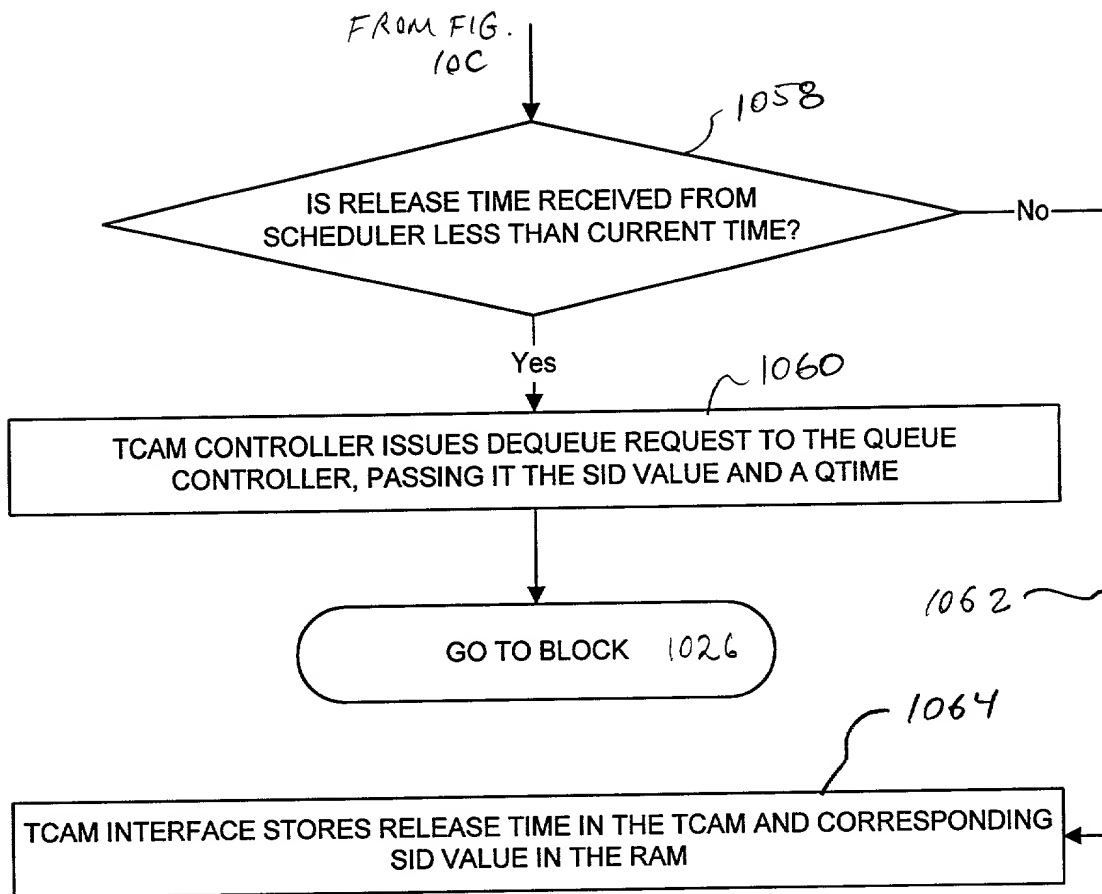 FROM FIG.
10C
1058
IS RELEASE TIME RECEIVED FROM
SCHEDULER LESS THAN CURRENT TIME?
No
Yes
1060
TCAM CONTROLLER ISSUES DEQUEUE REQUEST TO THE QUEUE
CONTROLLER, PASSING IT THE SID VALUE AND A QTIME
1062
GO TO BLOCK 1026
1064
TCAM INTERFACE STORES RELEASE TIME IN THE TCAM AND CORRESPONDING
SID VALUE IN THE RAM